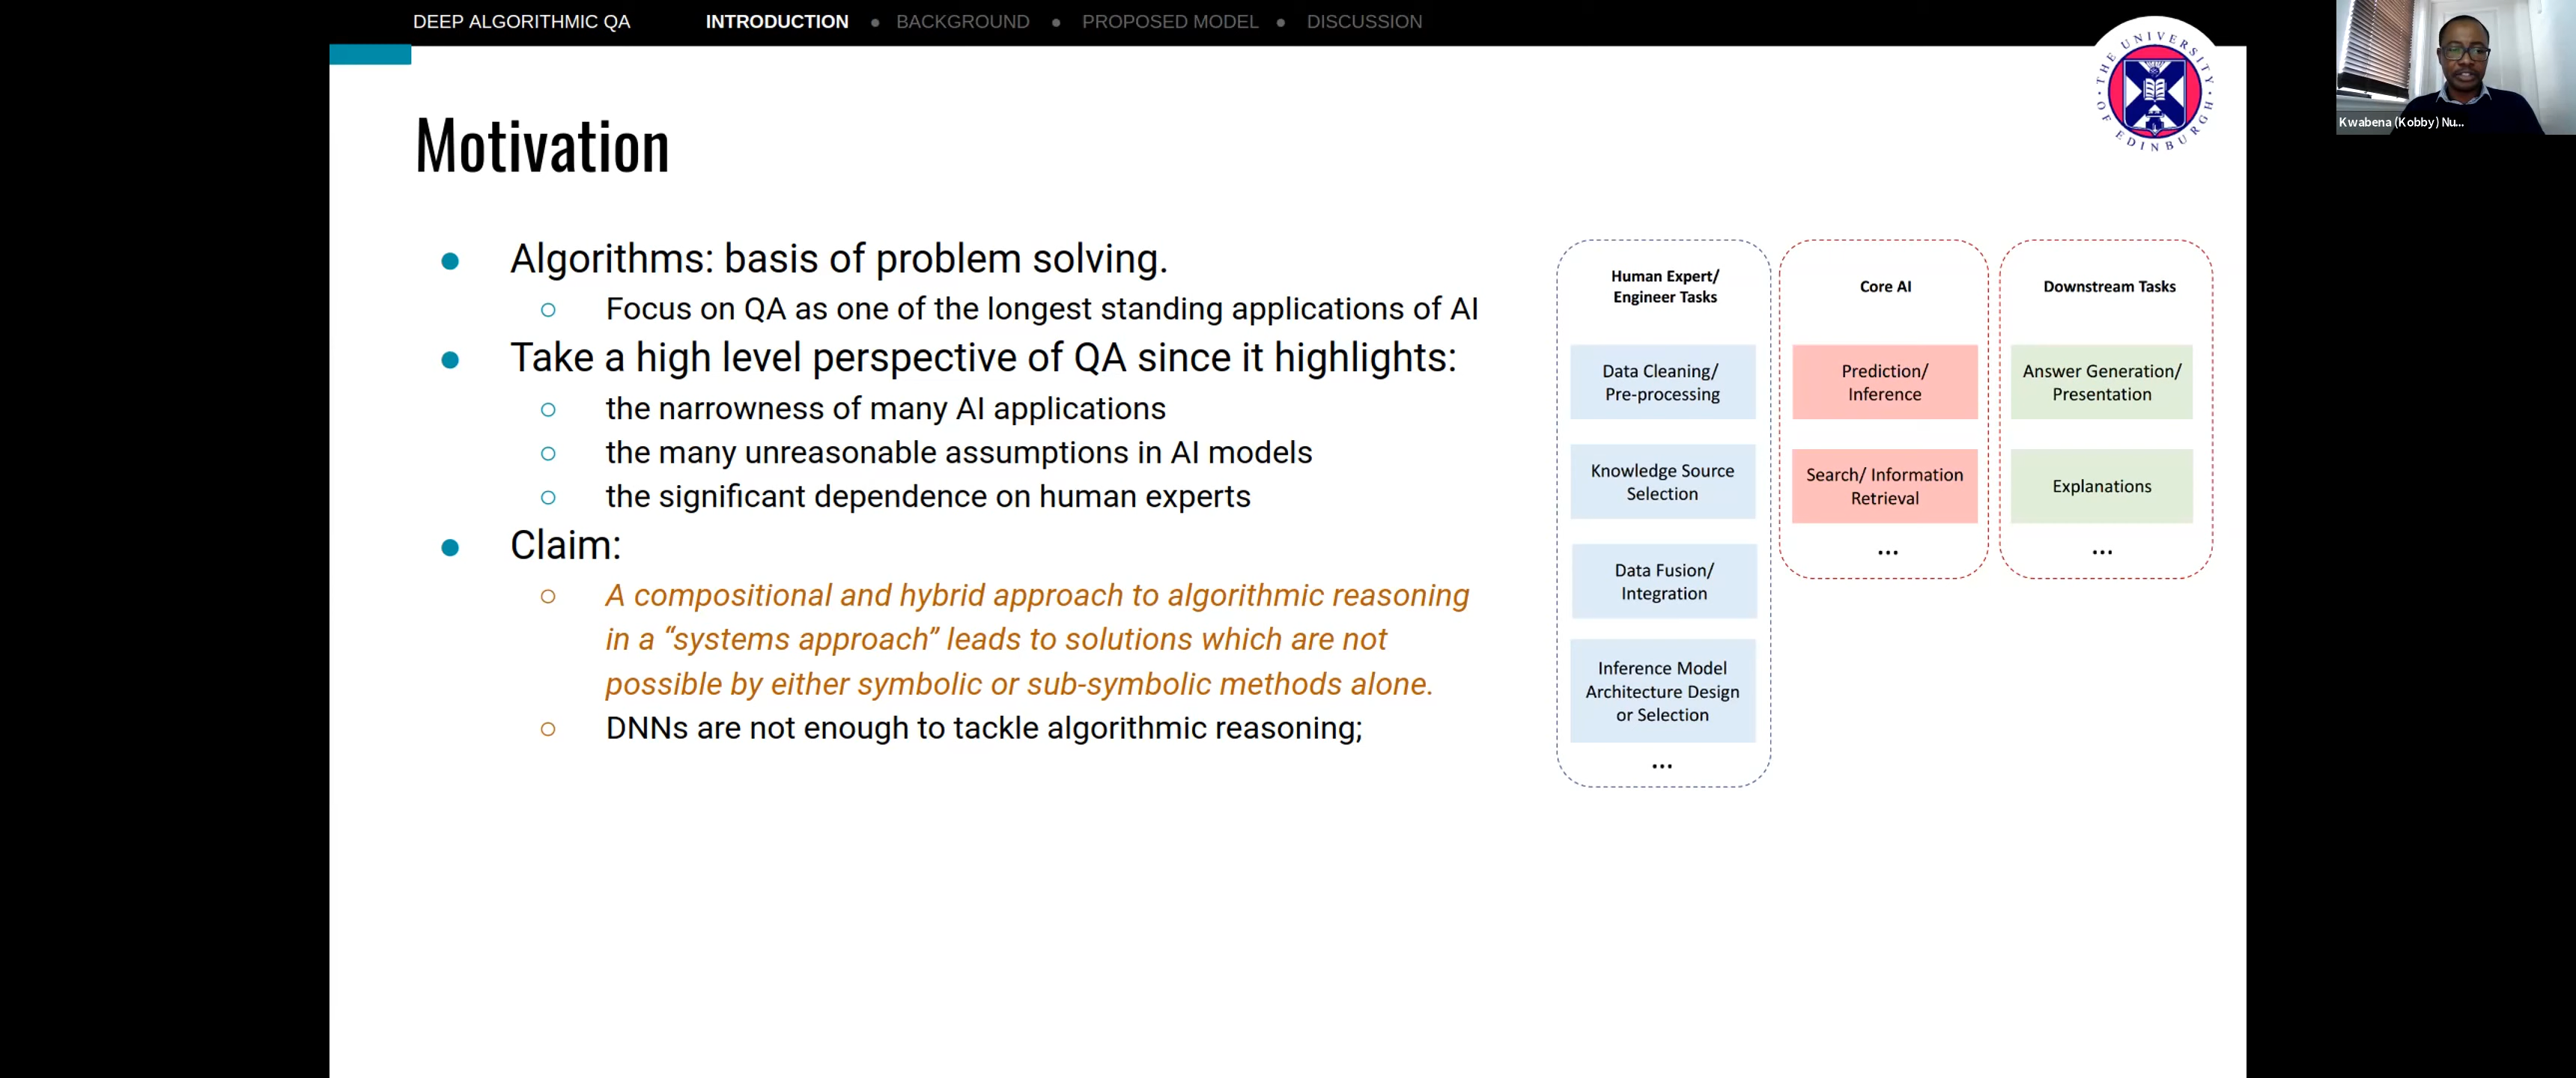 DEEP ALGORITHMIC QA INTRODUCTION ● BACKGROUND ● PROPOSED MODEL ● DISCUSSION
THE UNIVERSITY OF EDINBURGH
Kwabena (Kobby) Nu...
Motivation
● Algorithms: basis of problem solving.
○ Focus on QA as one of the longest standing applications of AI
● Take a high level perspective of QA since it highlights:
○ the narrowness of many AI applications
○ the many unreasonable assumptions in AI models
○ the significant dependence on human experts
● Claim:
○ A compositional and hybrid approach to algorithmic reasoning
in a “systems approach” leads to solutions which are not
possible by either symbolic or sub-symbolic methods alone.
○ DNNs are not enough to tackle algorithmic reasoning;
Human Expert/
Engineer Tasks
Data Cleaning/
Pre-processing
Knowledge Source
Selection
Data Fusion/
Integration
Inference Model
Architecture Design
or Selection
...
Core AI
Prediction/
Inference
Search/ Information
Retrieval
...
Downstream Tasks
Answer Generation/
Presentation
Explanations
...